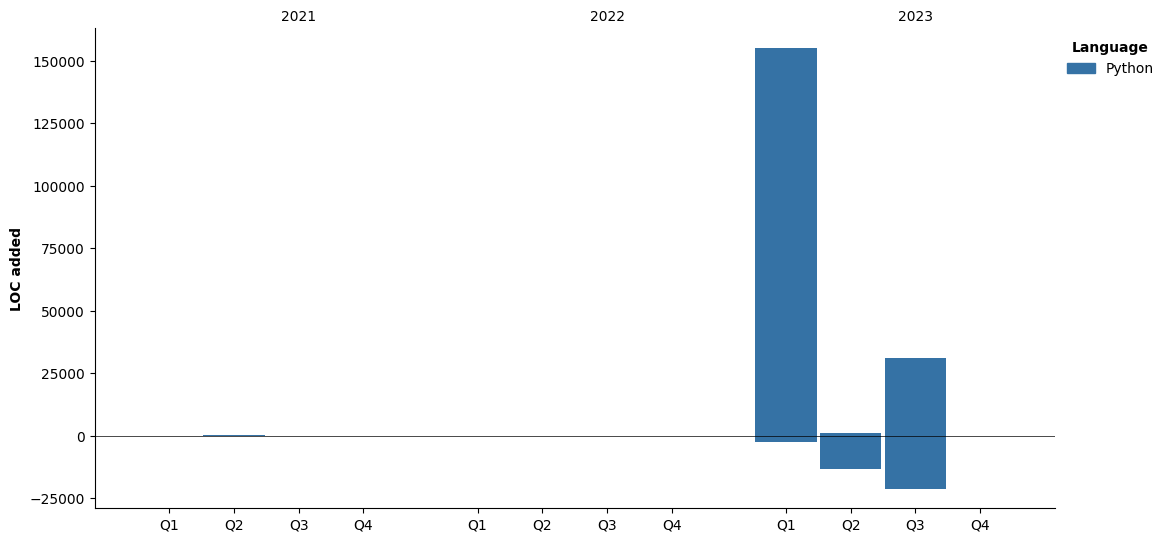 2021 2022 2023
Language
Python
150000
125000
100000
75000
50000
25000
0
−25000
LOC added
Q1 Q2 Q3 Q4 Q1 Q2 Q3 Q4 Q1 Q2 Q3 Q4